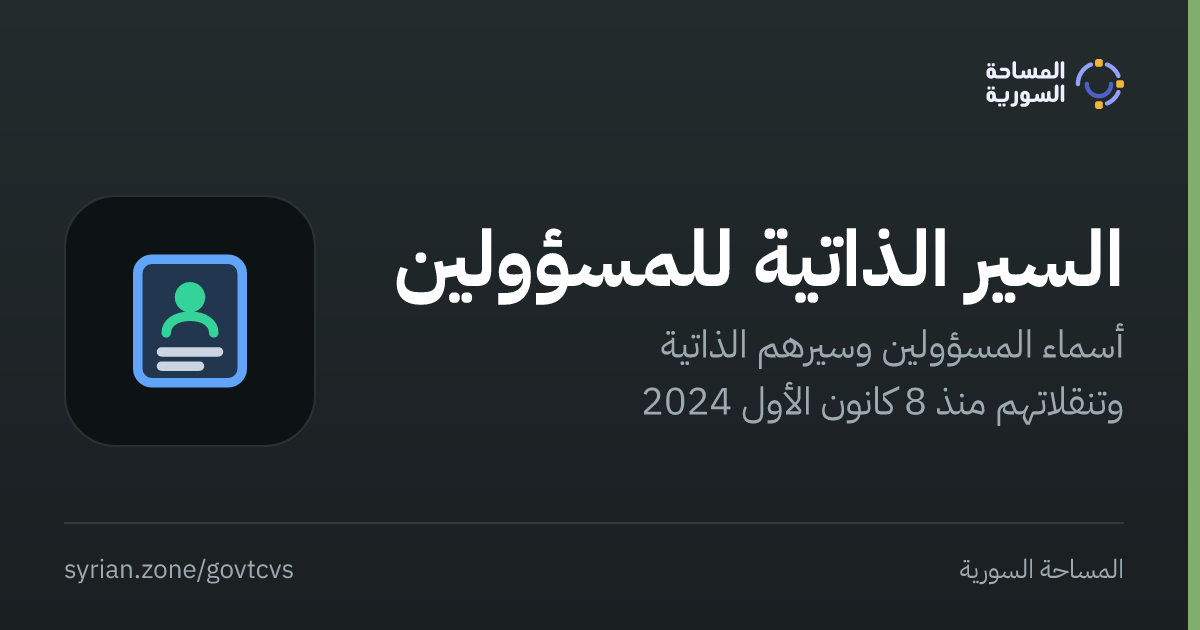 المساحة
السورية
السير الذاتية للمسؤولين
أسماء المسؤولين وسيرهم الذاتية
وتنقلاتهم منذ 8 كانون الأول 2024
المساحة السورية
syrian.zone/govtcvs